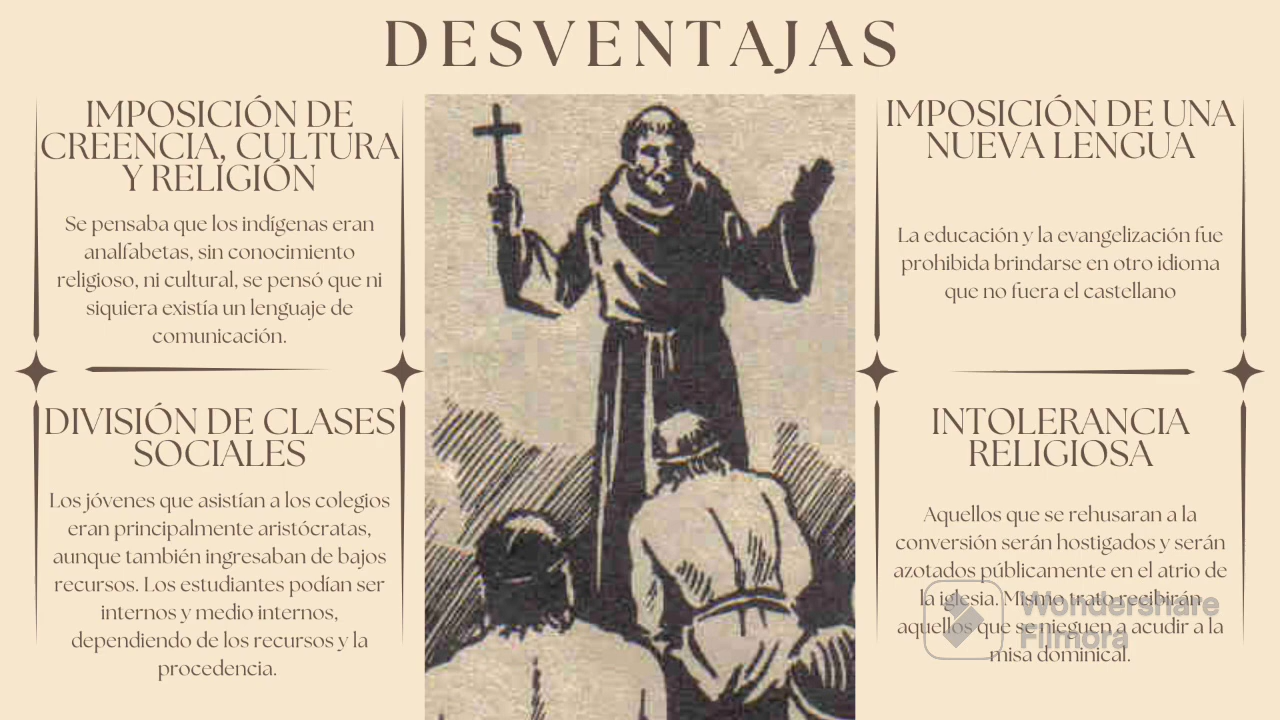 DESVENTAJAS
IMPOSICIÓN DE
CREENCIA, CULTURA
Y RELIGIÓN
Se pensaba que los indígenas eran
analfabetas, sin conocimiento
religioso, ni cultural, se pensó que ni
siquiera existía un lenguaje de
comunicación.
DIVISIÓN DE CLASES
SOCIALES
Los jóvenes que asistían a los colegios
eran principalmente aristócratas,
aunque también ingresaban de bajos
recursos. Los estudiantes podían ser
internos y medio internos,
dependiendo de los recursos y la
procedencia.
IMPOSICIÓN DE UNA
NUEVA LENGUA
La educación y la evangelización fue
prohibida brindarse en otro idioma
que no fuera el castellano
INTOLERANCIA
RELIGIOSA
Aquellos que se rehusaran a la
conversión serán hostigados y serán
azotados públicamente en el atrio de
la iglesia. Mismo trato recibirán
aquellos que se nieguen a acudir a la
misa dominical.
Wondershare
Filmora